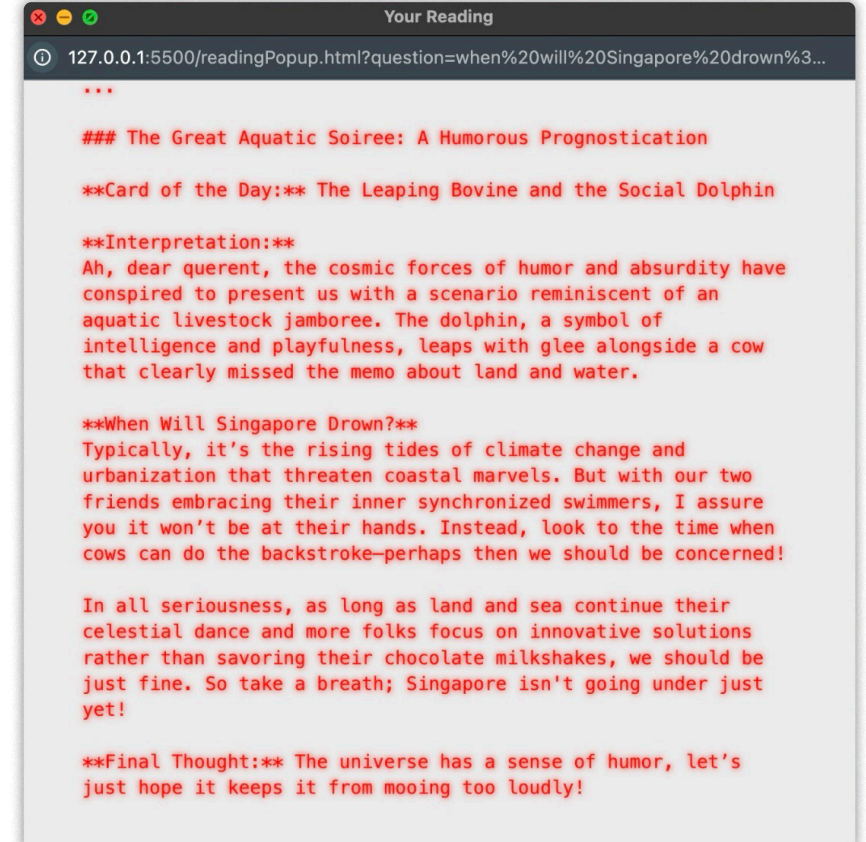 Your Reading
127.0.0.1:5500/readingPopup.html?question=when%20will%20Singapore%20drown%3...
...
### The Great Aquatic Soiree: A Humorous Prognostication
**Card of the Day:** The Leaping Bovine and the Social Dolphin
**Interpretation:**
Ah, dear querent, the cosmic forces of humor and absurdity have
conspired to present us with a scenario reminiscent of an
aquatic livestock jamboree. The dolphin, a symbol of
intelligence and playfulness, leaps with glee alongside a cow
that clearly missed the memo about land and water.
**When Will Singapore Drown?**
Typically, it’s the rising tides of climate change and
urbanization that threaten coastal marvels. But with our two
friends embracing their inner synchronized swimmers, I assure
you it won’t be at their hands. Instead, look to the time when
cows can do the backstroke—perhaps then we should be concerned!
In all seriousness, as long as land and sea continue their
celestial dance and more folks focus on innovative solutions
rather than savoring their chocolate milkshakes, we should be
just fine. So take a breath; Singapore isn't going under just
yet!
**Final Thought:** The universe has a sense of humor, let’s
just hope it keeps it from mooing too loudly!